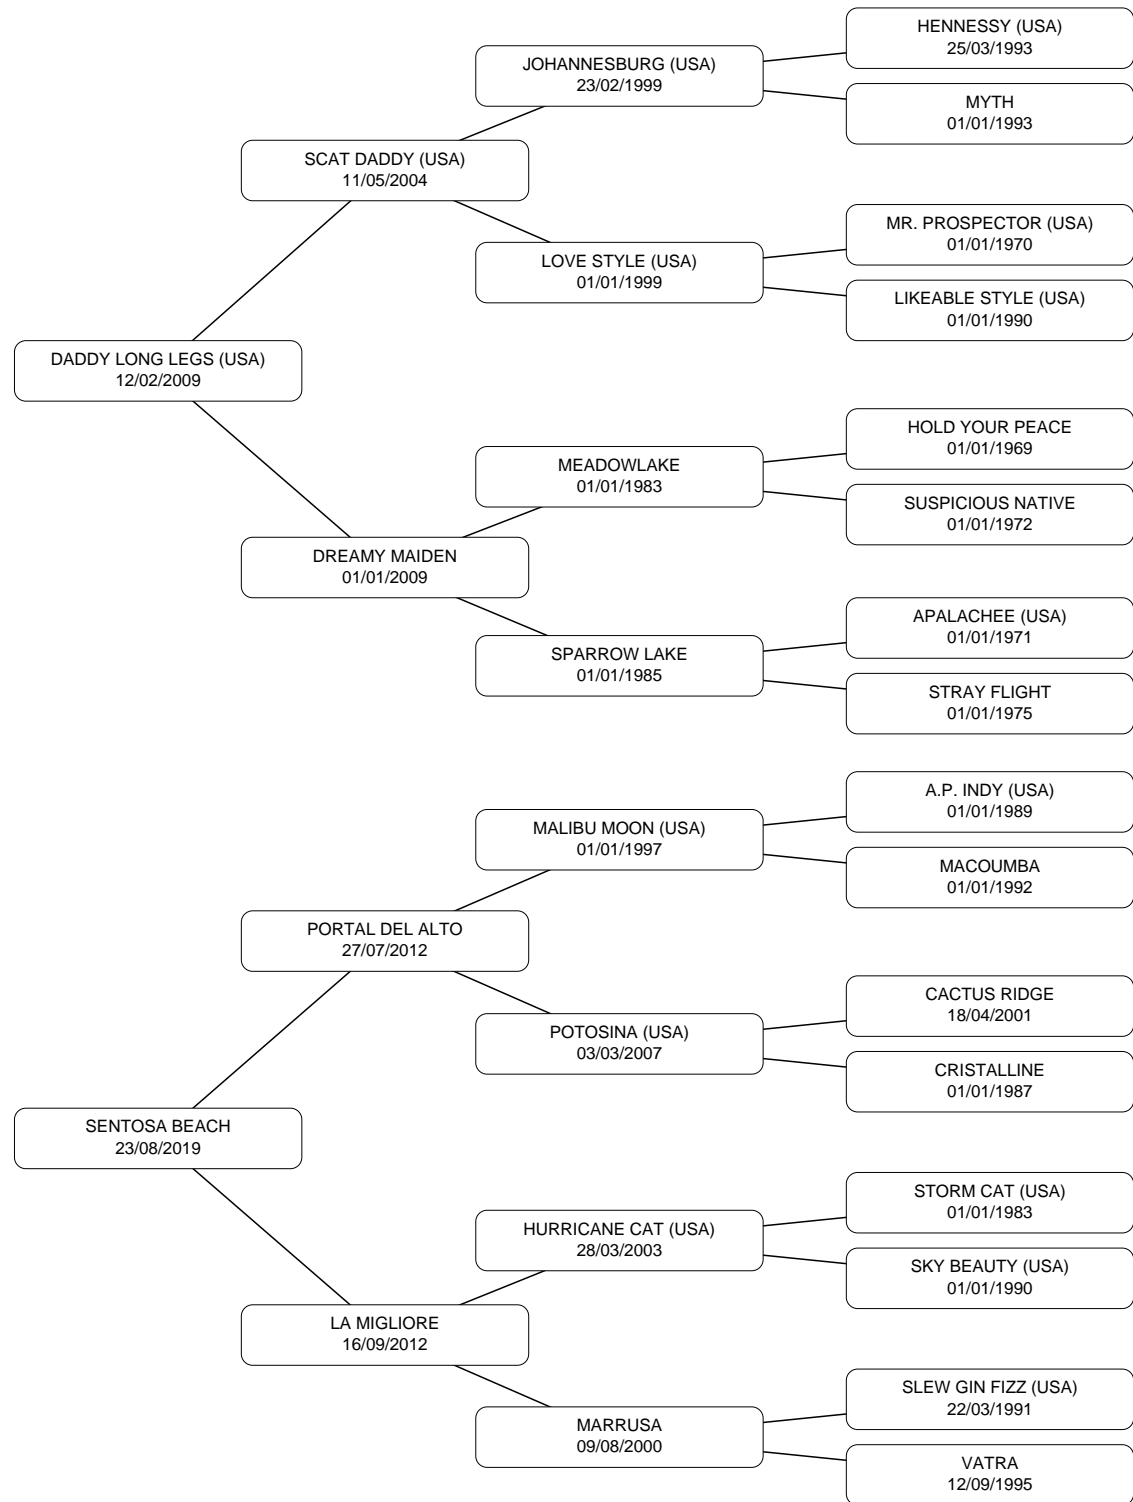 HENNESSY (USA)
25/03/1993
JOHANNESBURG (USA)
23/02/1999
MYTH
01/01/1993
SCAT DADDY (USA)
11/05/2004
MR. PROSPECTOR (USA)
01/01/1970
LOVE STYLE (USA)
01/01/1999
LIKEABLE STYLE (USA)
01/01/1990
DADDY LONG LEGS (USA)
12/02/2009
HOLD YOUR PEACE
01/01/1969
MEADOWLAKE
01/01/1983
SUSPICIOUS NATIVE
01/01/1972
DREAMY MAIDEN
01/01/2009
APALACHEE (USA)
01/01/1971
SPARROW LAKE
01/01/1985
STRAY FLIGHT
01/01/1975
A.P. INDY (USA)
01/01/1989
MALIBU MOON (USA)
01/01/1997
MACOUMBA
01/01/1992
PORTAL DEL ALTO
27/07/2012
CACTUS RIDGE
18/04/2001
POTOSINA (USA)
03/03/2007
CRISTALLINE
01/01/1987
SENTOSA BEACH
23/08/2019
STORM CAT (USA)
01/01/1983
HURRICANE CAT (USA)
28/03/2003
SKY BEAUTY (USA)
01/01/1990
LA MIGLIORE
16/09/2012
SLEW GIN FIZZ (USA)
22/03/1991
MARRUSA
09/08/2000
VATRA
12/09/1995